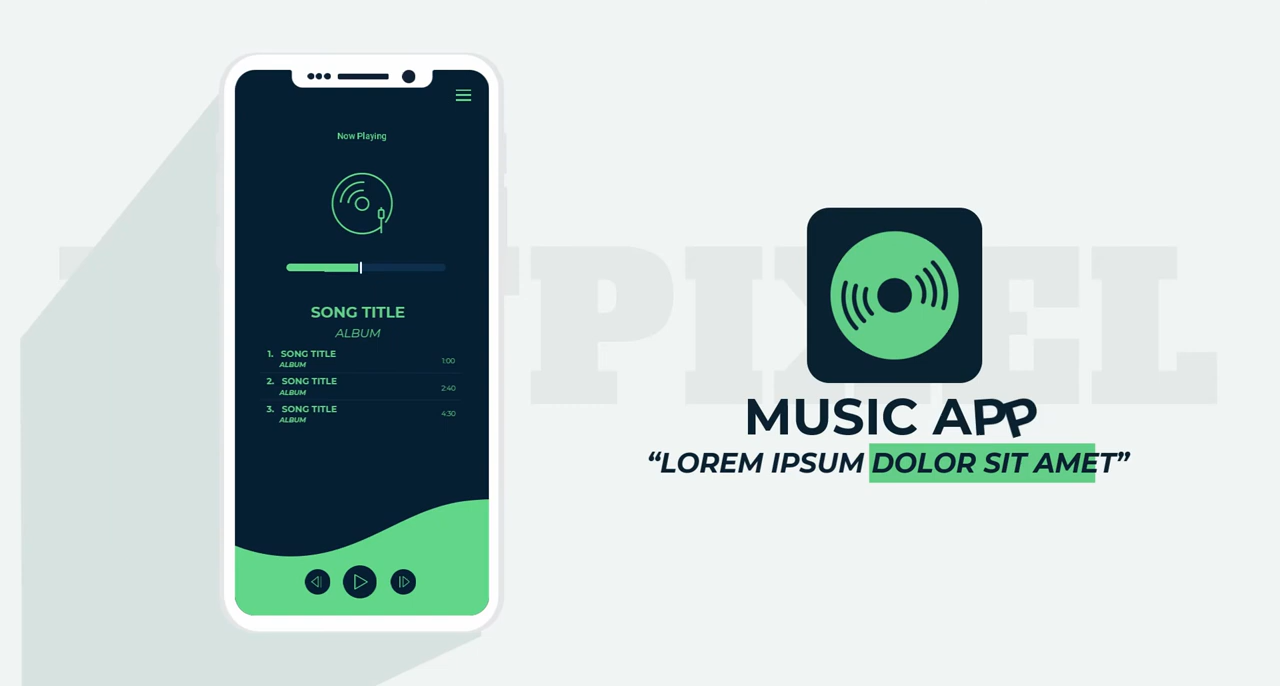 Now Playing
SONG TITLE
ALBUM
1. SONG TITLE
ALBUM
1:00
2. SONG TITLE
ALBUM
2:40
3. SONG TITLE
ALBUM
4:30
MUSIC APP
“LOREM IPSUM DOLOR SIT AMET”